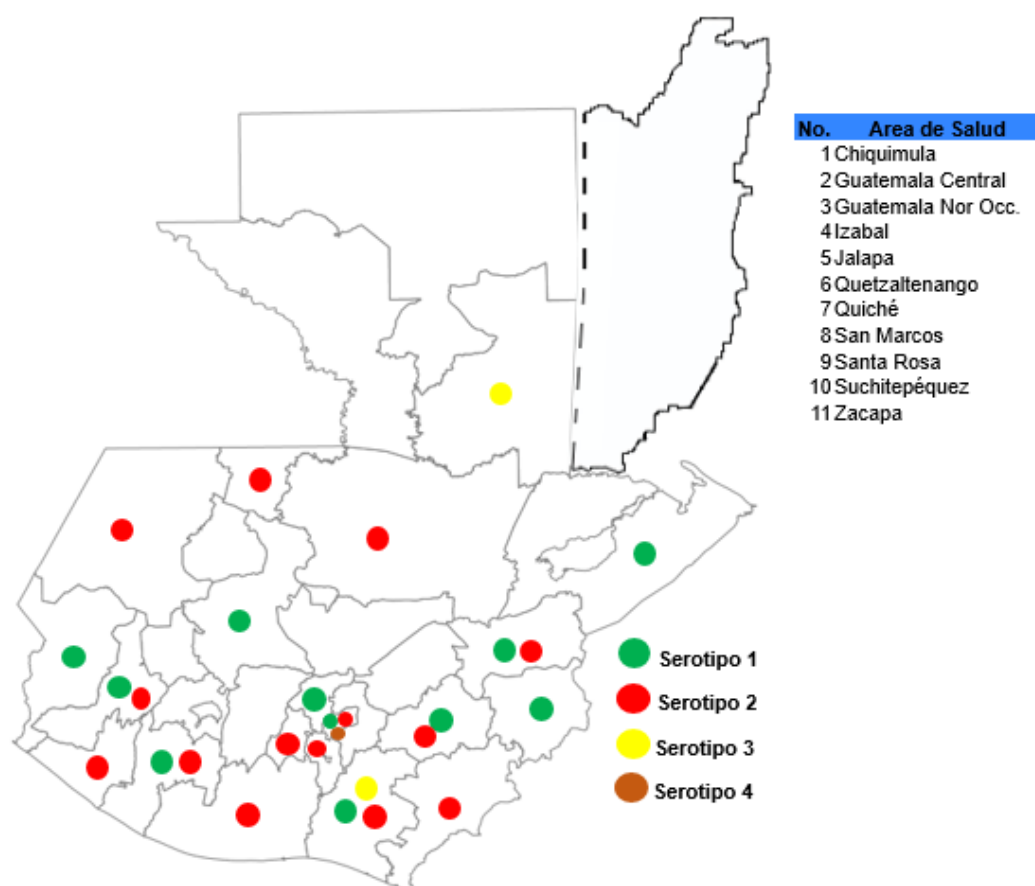 No. Area de Salud
1 Chiquimula
2 Guatemala Central
3 Guatemala Nor Occ.
4 Izabal
5 Jalapa
6 Quetzaltenango
7 Quiché
8 San Marcos
9 Santa Rosa
10 Suchitepéquez
11 Zacapa
Serotipo 1
Serotipo 2
Serotipo 3
Serotipo 4